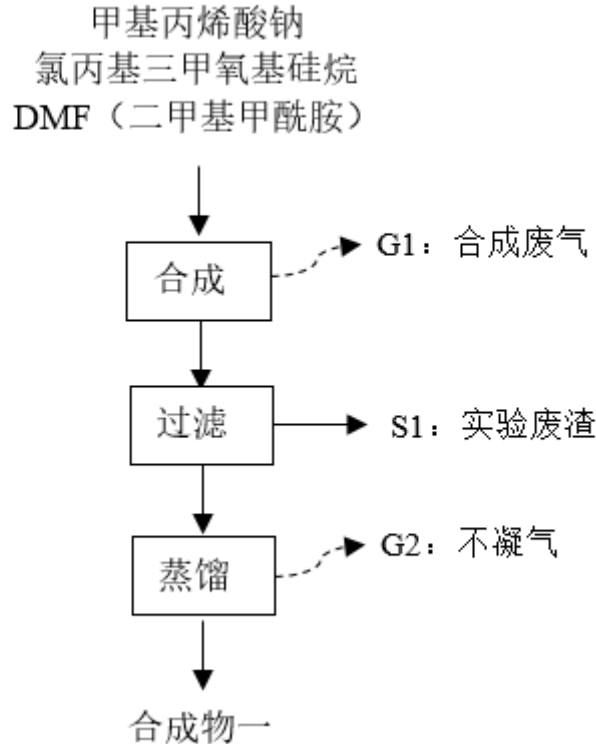 甲基丙烯酸钠
氯丙基三甲氧基硅烷
DMF（二甲基甲酰胺）
合成
G1：合成废气
过滤
S1：实验废渣
蒸馏
G2：不凝气
合成物一